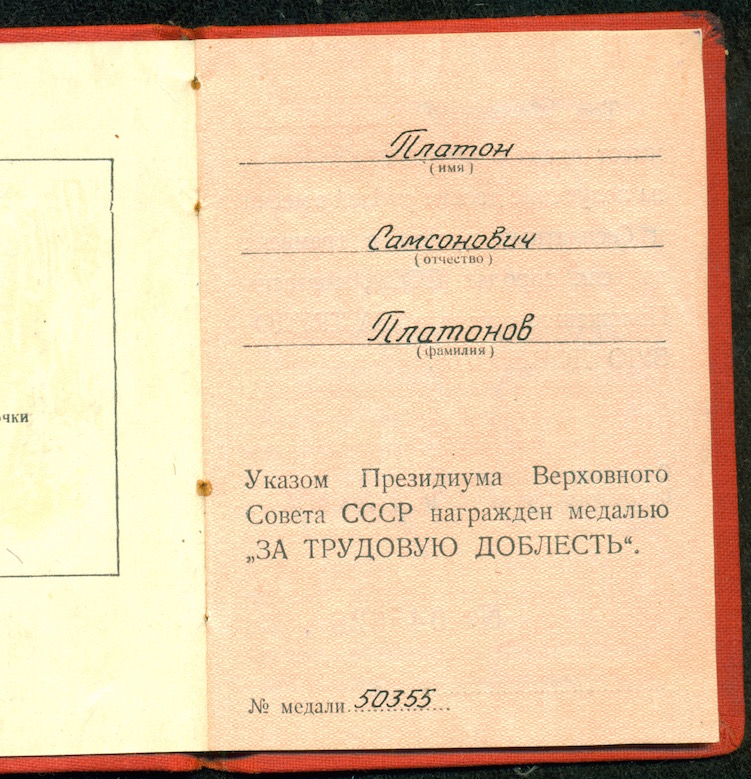 Платон
(имя)
Самсонович
(отчество)
Платонов
(фамилия)
Указом Президиума Верховного
Совета СССР награжден медалью
„ЗА ТРУДОВУЮ ДОБЛЕСТЬ“.
№ медали 50355